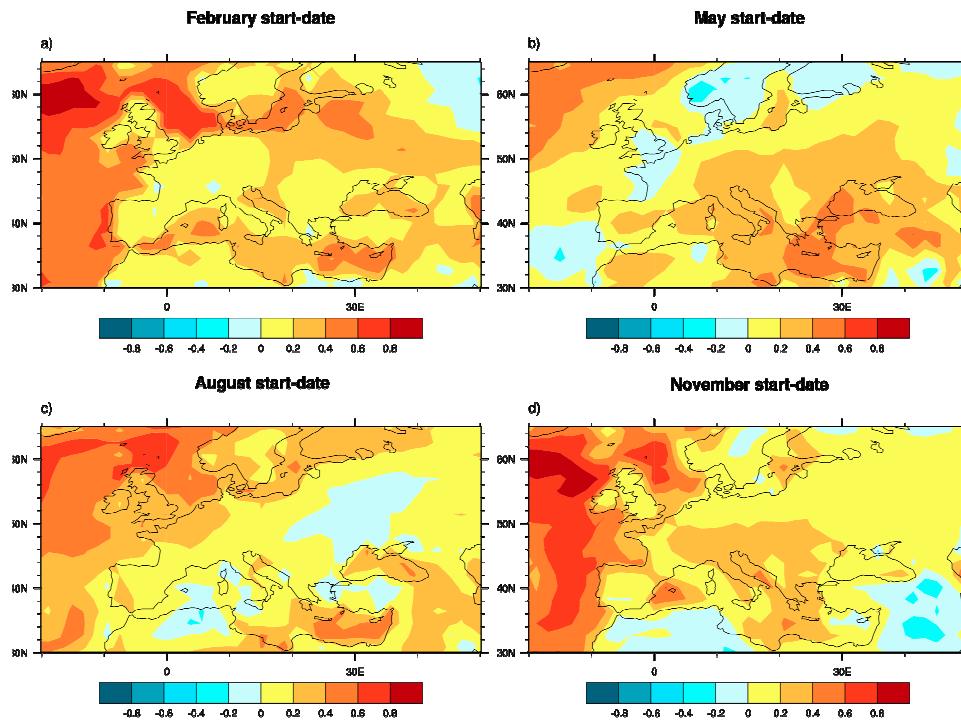 February start-date
a)
60N
50N
40N
30N
0 30E
-0.8 -0.6 -0.4 -0.2 0 0.2 0.4 0.6 0.8
May start-date
b)
60N
50N
40N
30N
0 30E
-0.8 -0.6 -0.4 -0.2 0 0.2 0.4 0.6 0.8
August start-date
c)
60N
50N
40N
30N
0 30E
-0.8 -0.6 -0.4 -0.2 0 0.2 0.4 0.6 0.8
November start-date
d)
60N
50N
40N
30N
0 30E
-0.8 -0.6 -0.4 -0.2 0 0.2 0.4 0.6 0.8